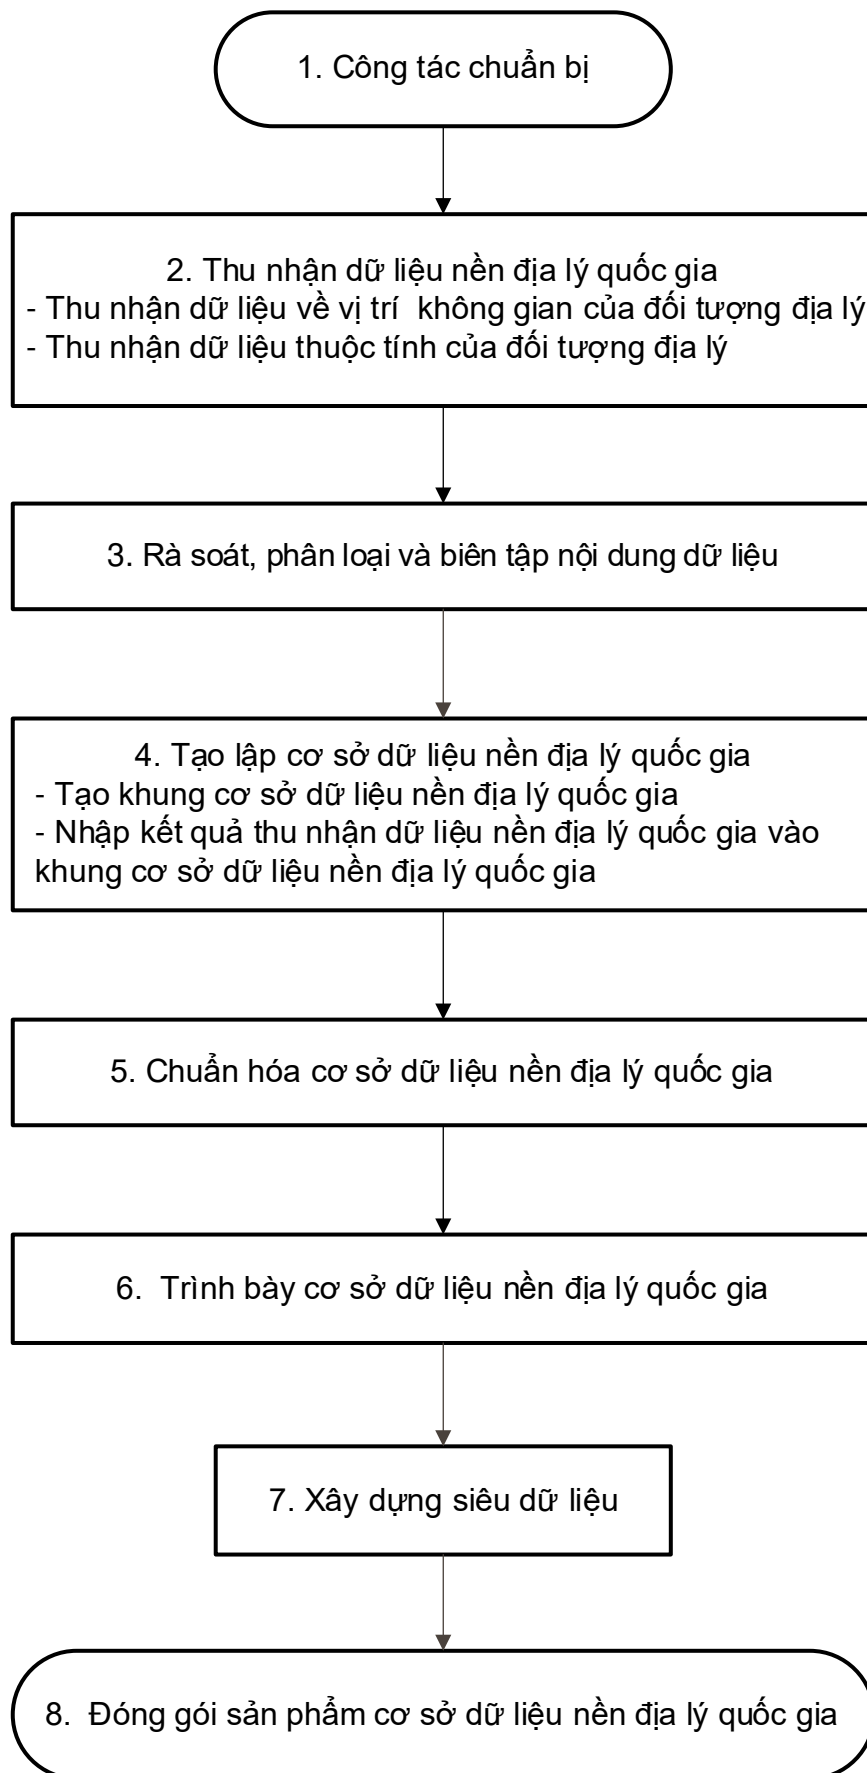 1. Công tác chuẩn bị
2. Thu nhận dữ liệu nền địa lý quốc gia
- Thu nhận dữ liệu về vị trí không gian của đối tượng địa lý
- Thu nhận dữ liệu thuộc tính của đối tượng địa lý
3. Rà soát, phân loại và biên tập nội dung dữ liệu
4. Tạo lập cơ sở dữ liệu nền địa lý quốc gia
- Tạo khung cơ sở dữ liệu nền địa lý quốc gia
- Nhập kết quả thu nhận dữ liệu nền địa lý quốc gia vào
khung cơ sở dữ liệu nền địa lý quốc gia
5. Chuẩn hóa cơ sở dữ liệu nền địa lý quốc gia
6. Trình bày cơ sở dữ liệu nền địa lý quốc gia
7. Xây dựng siêu dữ liệu
8. Đóng gói sản phẩm cơ sở dữ liệu nền địa lý quốc gia